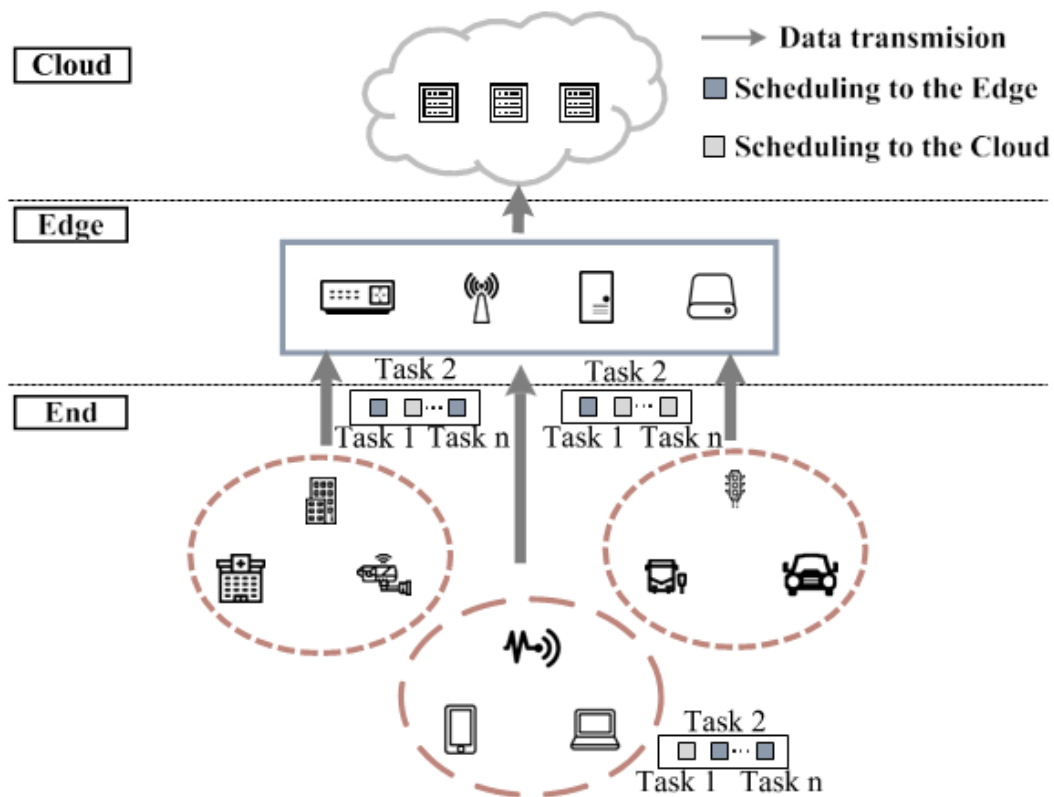 Cloud
Data transmision
Scheduling to the Edge
Scheduling to the Cloud
Edge
Task 2
Task 1 Task n
Task 2
Task 1 Task n
End
Task 2
Task 1 Task n